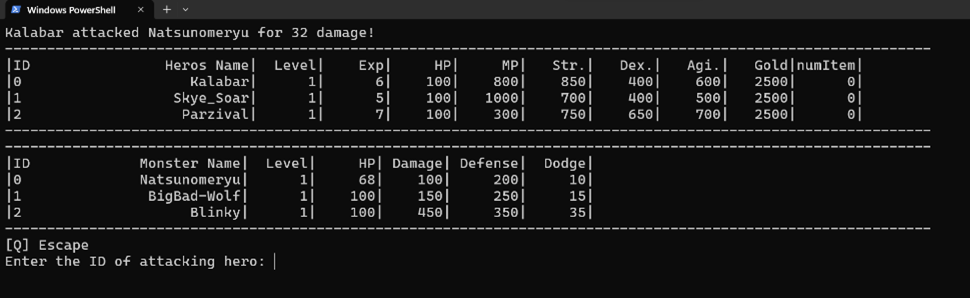 Windows PowerShell
Kalabar attacked Natsunomeryu for 32 damage!
--------------------------------------------------------------------------------------------------------------
|ID                Heros Name|  Level|     Exp|     HP|     MP|   Str.|   Dex.|   Agi.|   Gold|numItem|
|0                    Kalabar|      1|       6|    100|    800|    850|    400|    600|   2500|      0|
|1                  Skye_Soar|      1|       5|    100|   1000|    700|    400|    500|   2500|      0|
|2                   Parzival|      1|       7|    100|    300|    750|    650|    700|   2500|      0|
--------------------------------------------------------------------------------------------------------------
--------------------------------------------------------------------------------------------------------------
|ID             Monster Name|  Level|     HP| Damage|Defense|  Dodge|
|0              Natsunomeryu|      1|     68|    100|    200|     10|
|1               BigBad-Wolf|      1|    100|    150|    250|     15|
|2                    Blinky|      1|    100|    450|    350|     35|
--------------------------------------------------------------------------------------------------------------
[Q] Escape
Enter the ID of attacking hero: